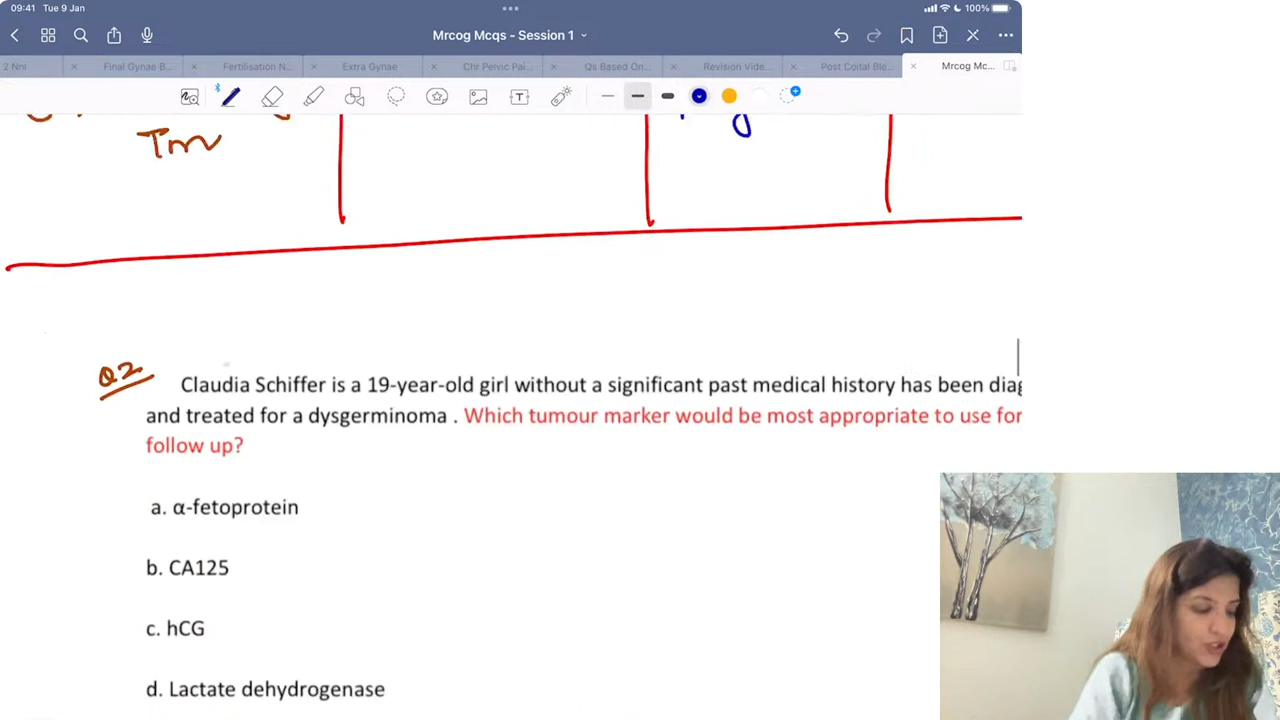 09:41 Tue 9 Jan
100%
Mrcog Mcqs - Session 1
2 Nni
Final Gynae B...
Fertilisation N...
Extra Gynae
Chr Pelvic Pai...
Qs Based On...
Revision Vide...
Post Coital Ble...
Mrcog Mc...
Tm
Q2
Claudia Schiffer is a 19-year-old girl without a significant past medical history has been diag
and treated for a dysgerminoma . Which tumour marker would be most appropriate to use for
follow up?
a. α-fetoprotein
b. CA125
c. hCG
d. Lactate dehydrogenase